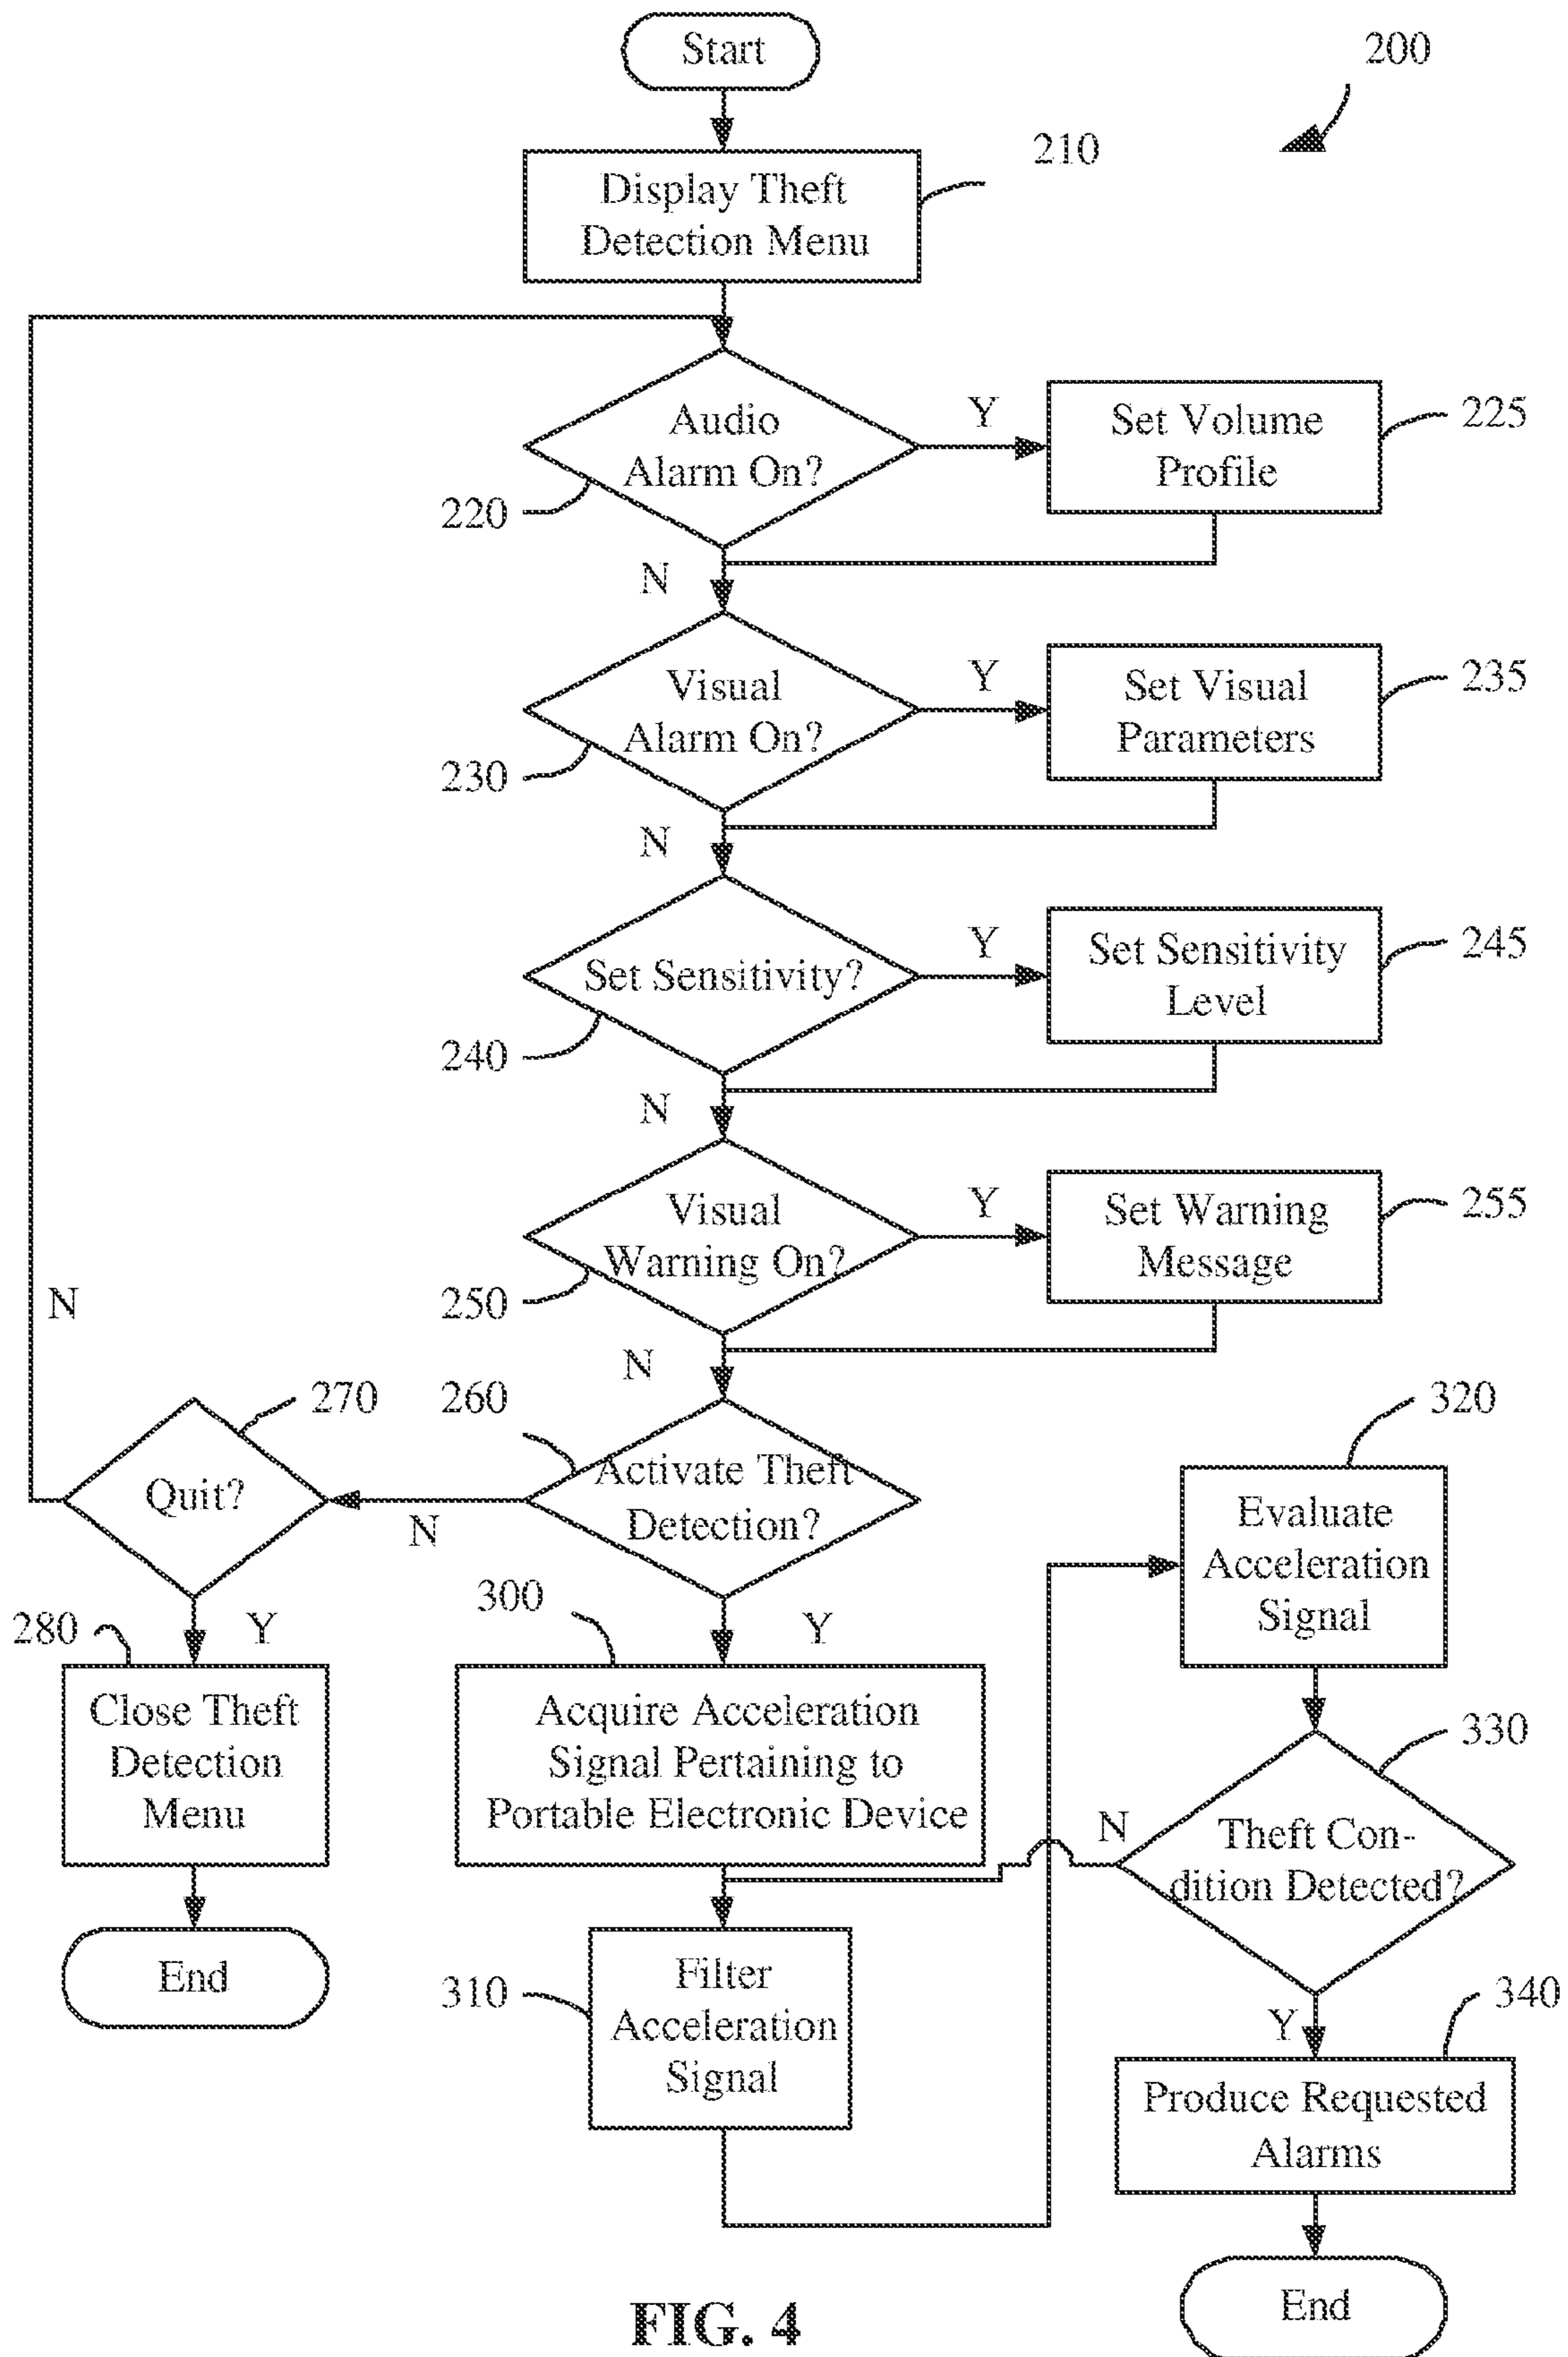 Start
200
210
Display Theft
Detection Menu
Audio
Alarm On?
220
Y
Set Volume
Profile
225
N
Visual
Alarm On?
230
Y
Set Visual
Parameters
235
N
Set Sensitivity?
240
Y
Set Sensitivity
Level
245
N
Visual
Warning On?
250
Y
Set Warning
Message
255
N
N
270
Quit?
260
Activate Theft
Detection?
N
Y
280
Close Theft
Detection
Menu
End
300
Y
Acquire Acceleration
Signal Pertaining to
Portable Electronic Device
310
Filter
Acceleration
Signal
320
Evaluate
Acceleration
Signal
330
Theft Con-
dition Detected?
N
Y
340
Produce Requested
Alarms
End
FIG. 4